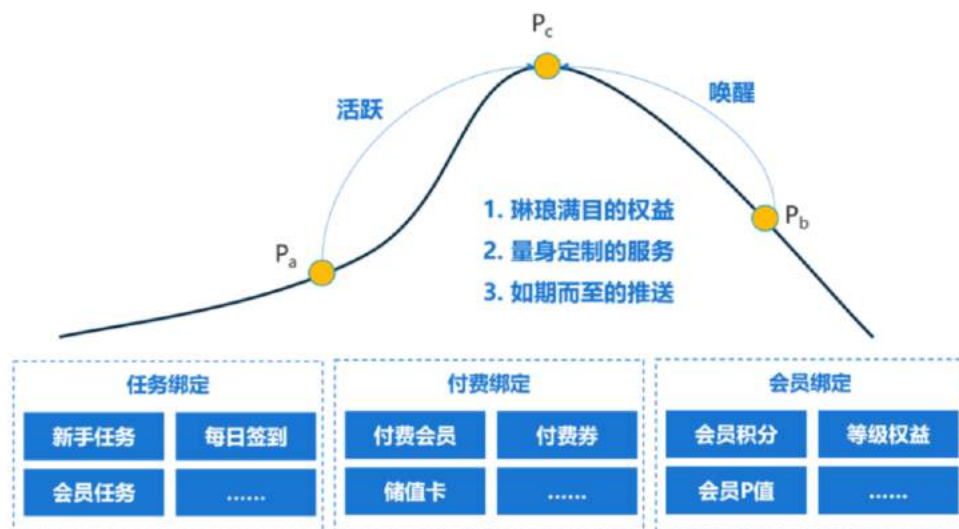 Pc
活跃
唤醒
1. 琳琅满目的权益
Pb
2. 量身定制的服务
Pa
3. 如期而至的推送
任务绑定
付费绑定
会员绑定
新手任务
每日签到
付费会员
付费券
会员积分
等级权益
会员任务
……
储值卡
……
会员P值
……